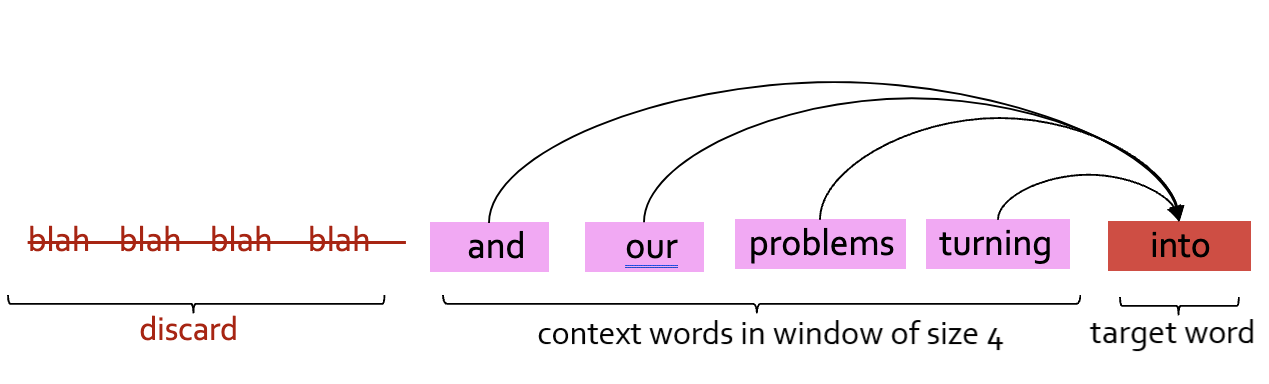 blah blah blah blah and our problems turning into
discard context words in window of size 4 target word